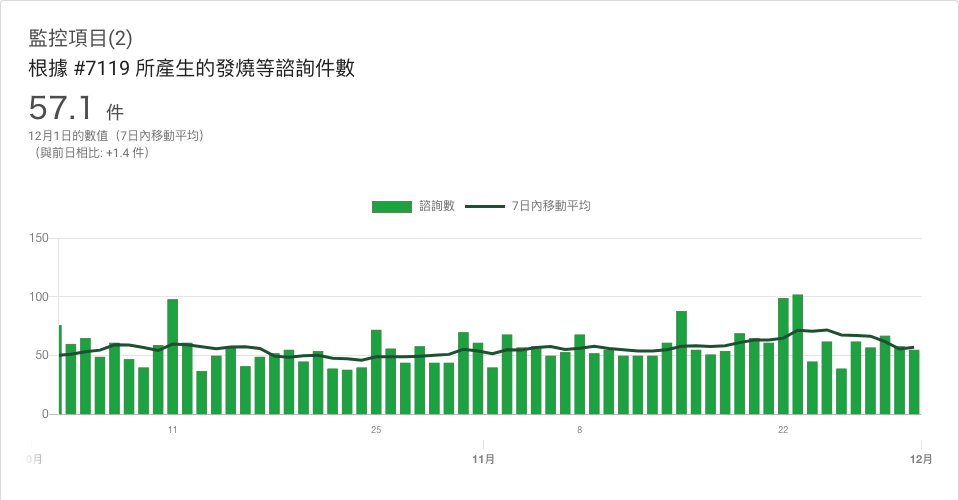 監控項目(2)
根據 #7119 所產生的發燒等諮詢件數
57.1 件
12月1日的數值（7日內移動平均）
（與前日相比: +1.4 件）
諮詢數 7日內移動平均
150
100
50
0
11 25 8 22
0月 11月 12月